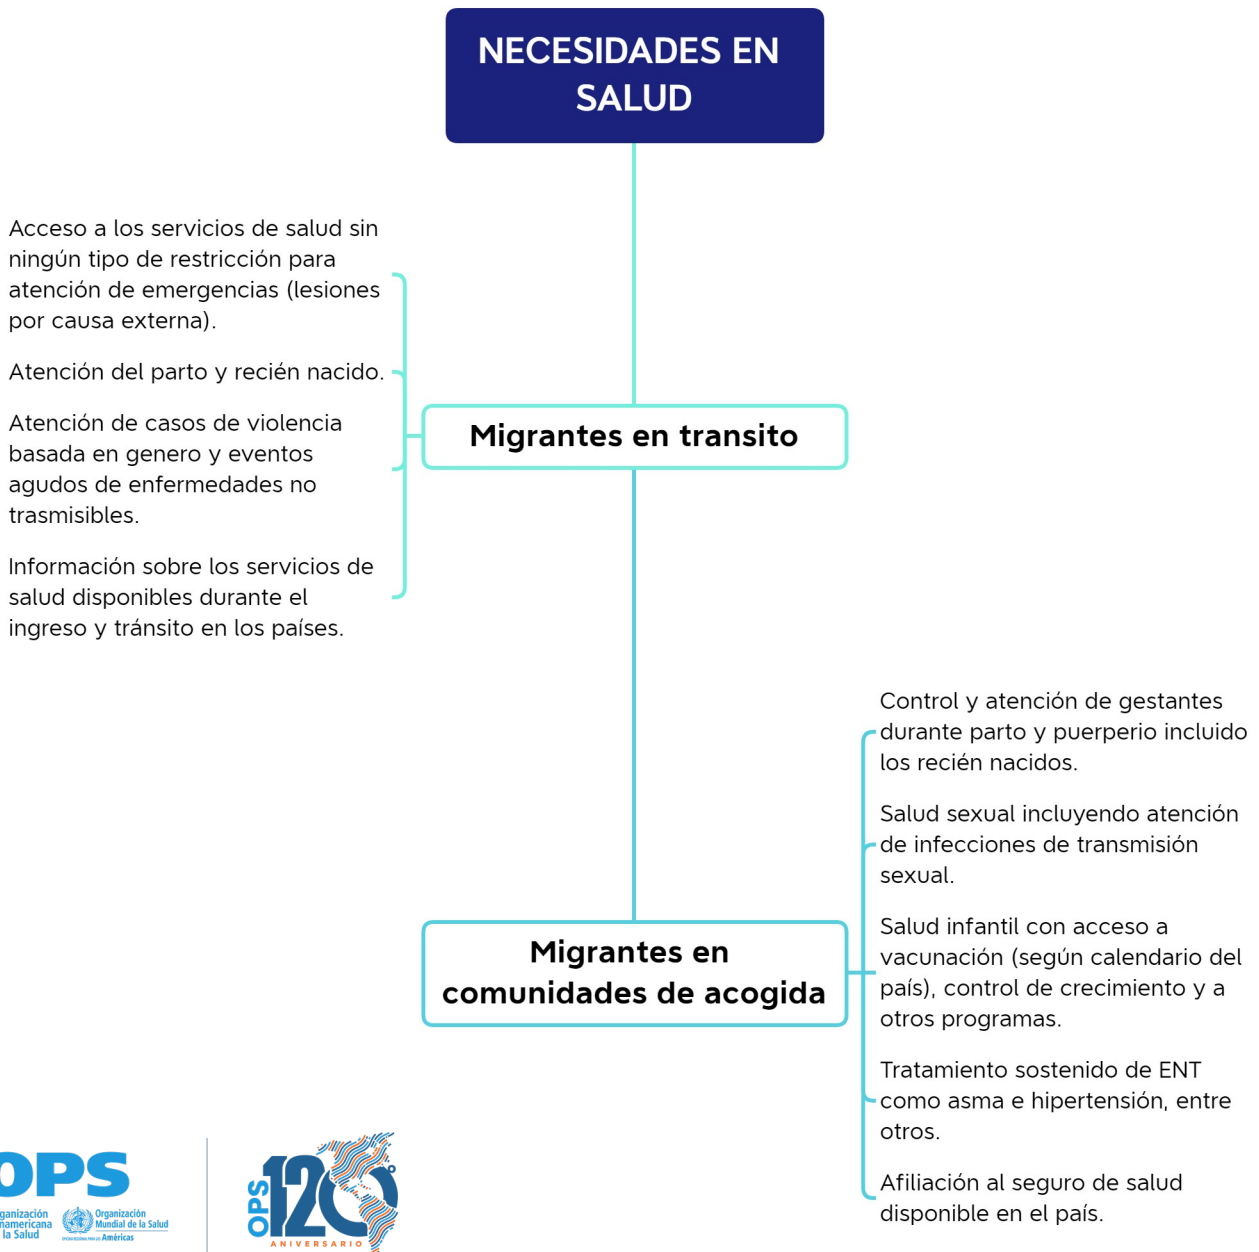 NECESIDADES EN
SALUD
Acceso a los servicios de salud sin
ningún tipo de restricción para
atención de emergencias (lesiones
por causa externa).
Atención del parto y recién nacido.
Atención de casos de violencia
basada en genero y eventos
agudos de enfermedades no
trasmisibles.
Información sobre los servicios de
salud disponibles durante el
ingreso y tránsito en los países.
Migrantes en transito
Migrantes en
comunidades de acogida
Control y atención de gestantes
durante parto y puerperio incluido
los recién nacidos.
Salud sexual incluyendo atención
de infecciones de transmisión
sexual.
Salud infantil con acceso a
vacunación (según calendario del
país), control de crecimiento y a
otros programas.
Tratamiento sostenido de ENT
como asma e hipertensión, entre
otros.
Afiliación al seguro de salud
disponible en el país.
OPS
la Salud
Organización
Mundial de la Salud
OFICINA REGIONAL PARA LAS Américas
OPS
120°
ANIVERSARIO